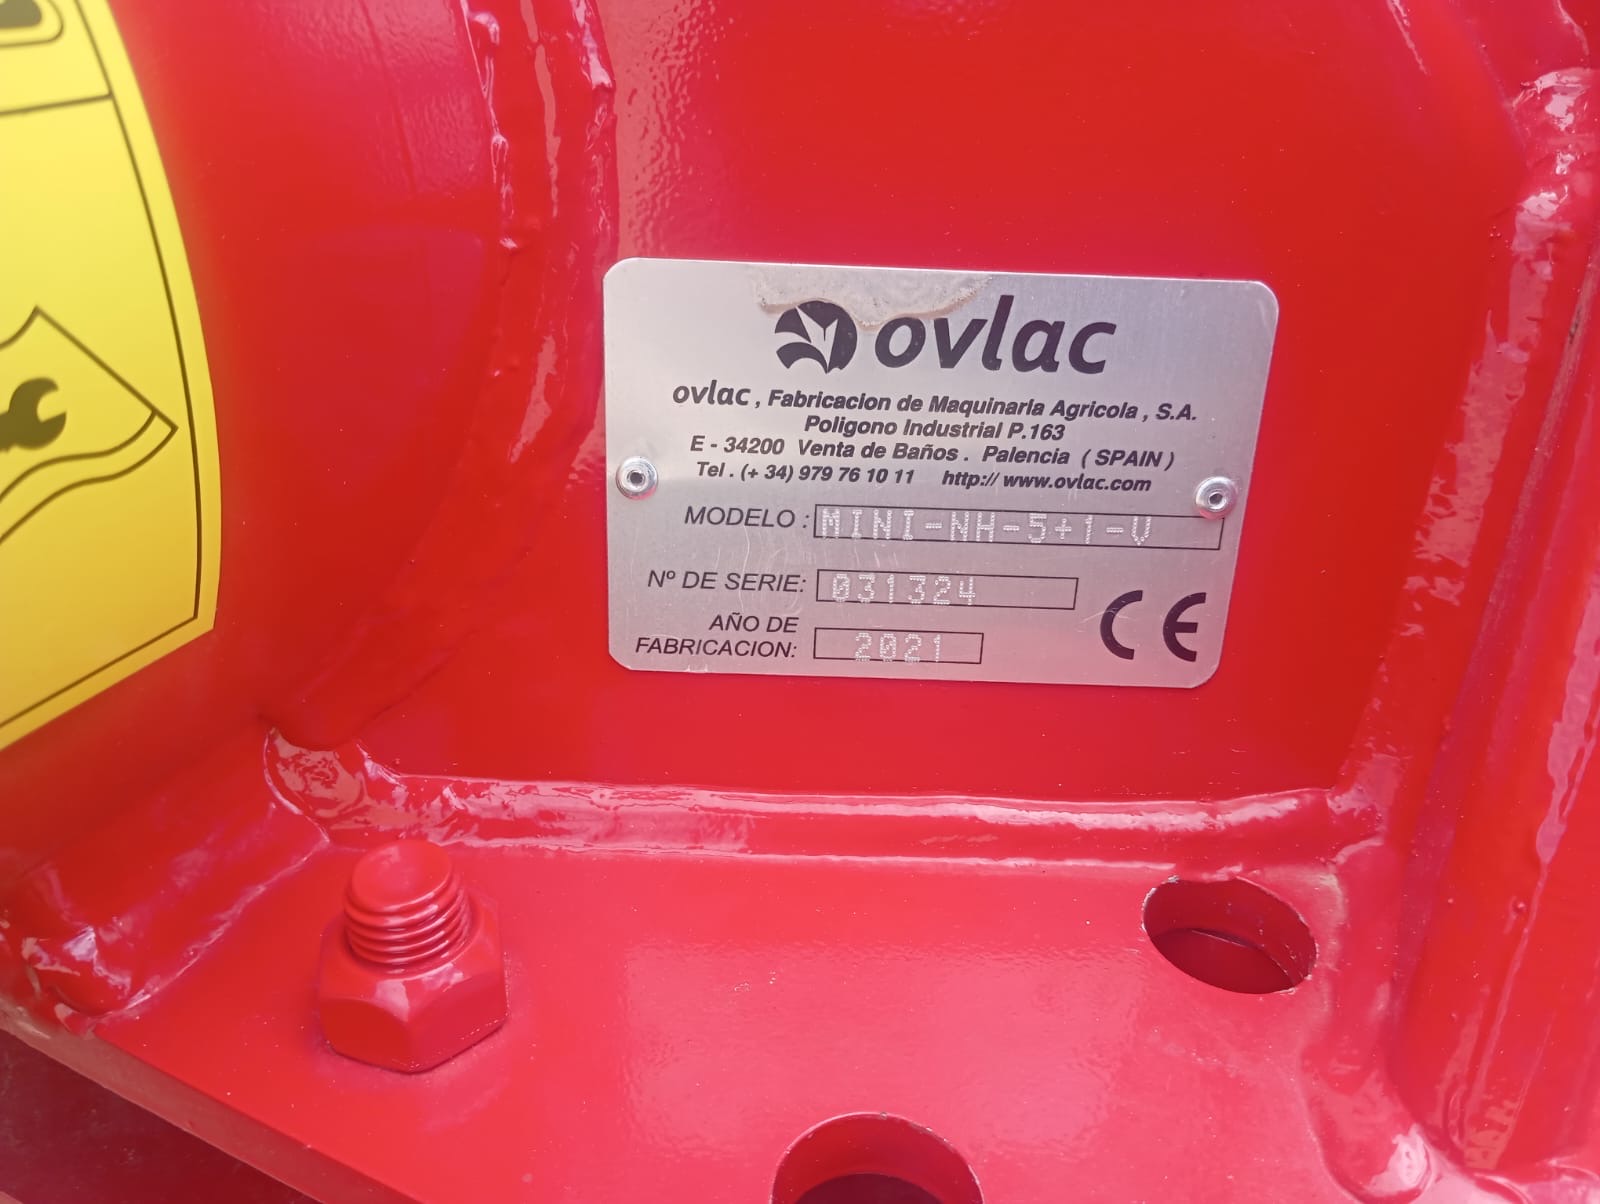 ovlac
ovlac, Fabricacion de Maquinaria Agricola, S.A.
Poligono Industrial P.163
E - 34200 Venta de Baños. Palencia (SPAIN)
Tel. (+ 34) 979 76 10 11 http://www.ovlac.com
MODELO: MINI-NH-5+1-V
Nº DE SERIE: 031324
AÑO DE
FABRICACION: 2021
CE